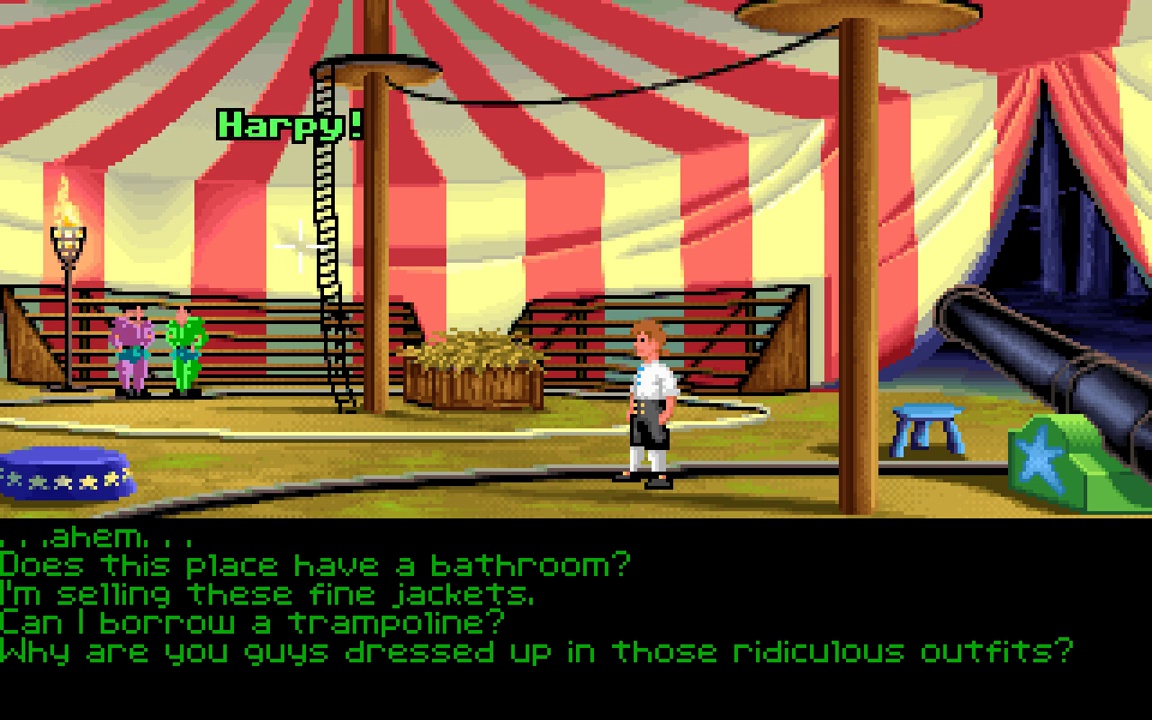 Harpy!
. . .ahem. . .
Does this place have a bathroom?
I'm selling these fine jackets.
Can I borrow a trampoline?
Why are you guys dressed up in those ridiculous outfits?